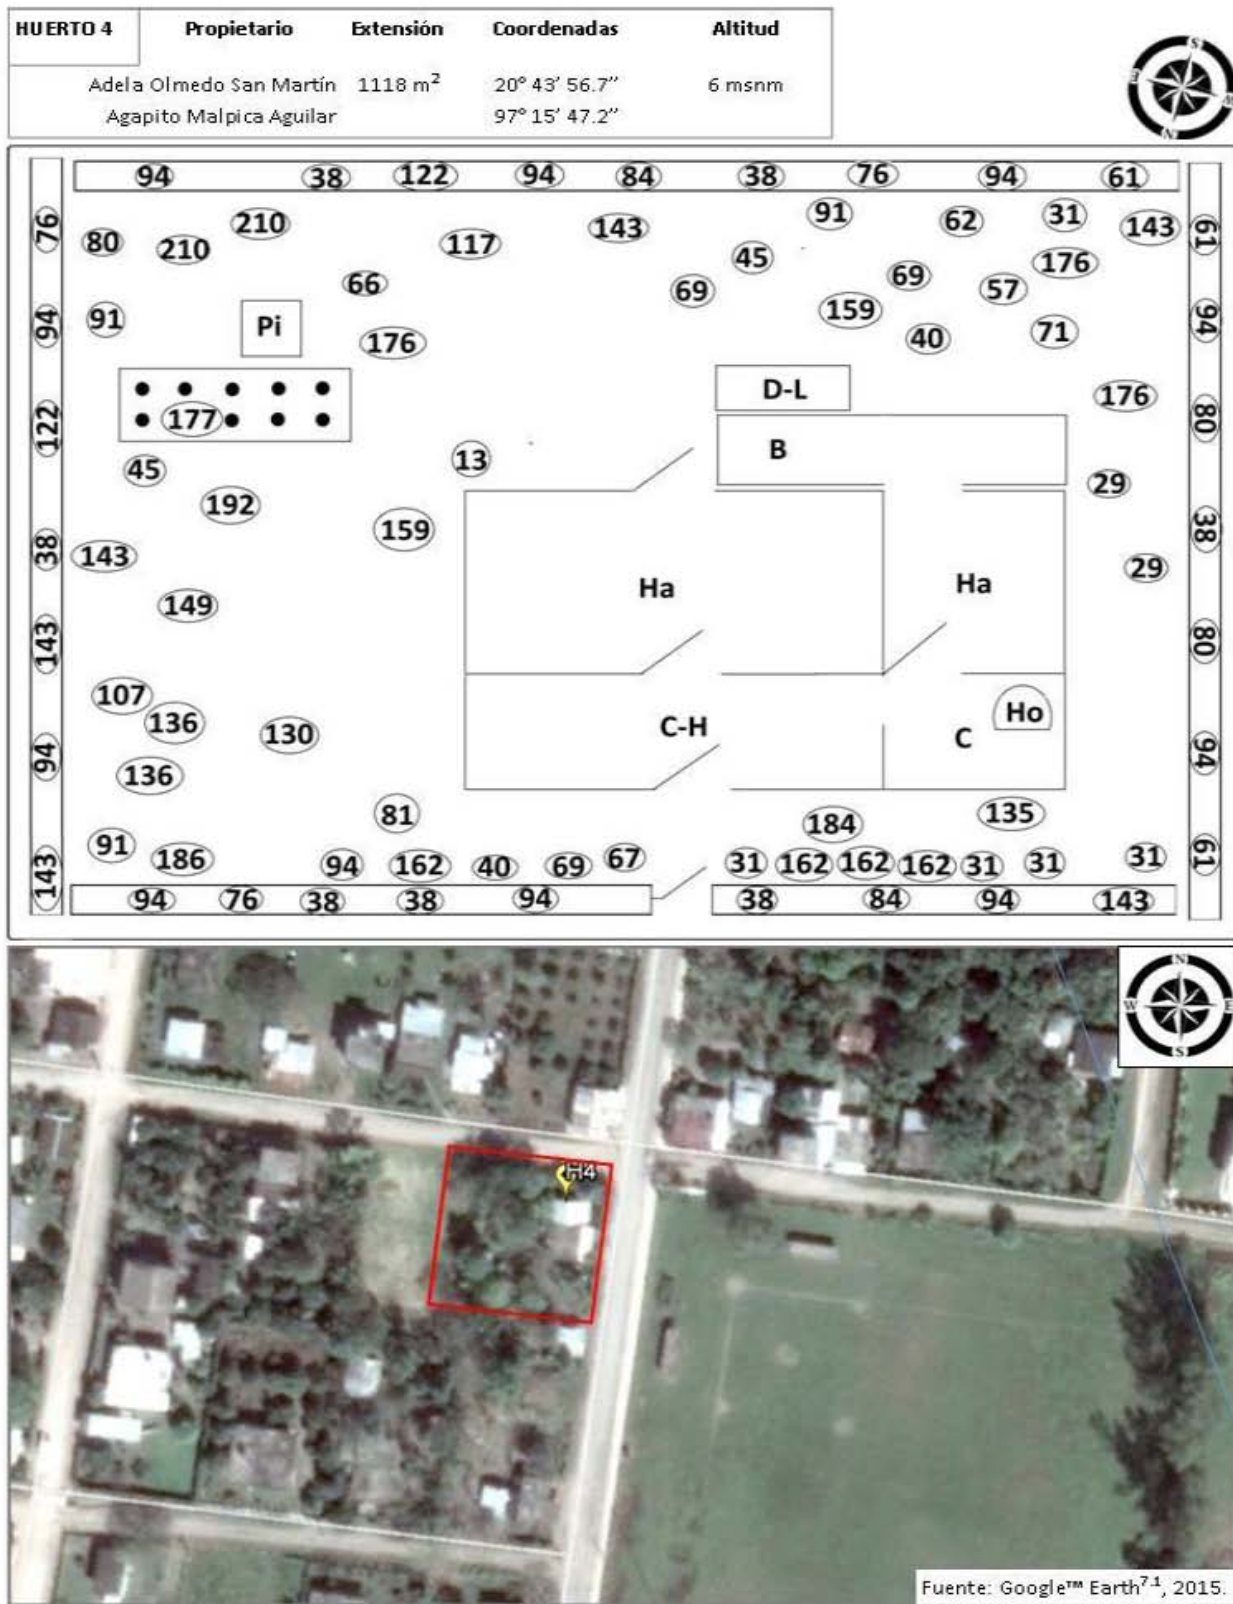 HUERTO 4 Propietario Extensión Coordenadas Altitud
Adela Olmedo San Martín 1118 m² 20° 43’ 56.7’’ 6 msnm
Agapito Malpica Aguilar 97° 15’ 47.2’’
S
E W
N
94 38 122 94 84 38 76 94 61
76 80 210 210 117 143 91 62 31 143 61
66 69 45 69 57 176
94 91 Pi 176 159 40 71 94
122 177 D-L 176 80
45 13 B 29
192
38 143 159 38
149 Ha Ha 29
143 80
107
136 130 C-H C Ho
94 136 94
81 184 135
143 91 186 94 162 40 69 67 31 162 162 162 31 31 31 61
94 76 38 38 94 38 84 94 143
N
W E
S
H4
Fuente: Google™ Earth⁷·¹, 2015.